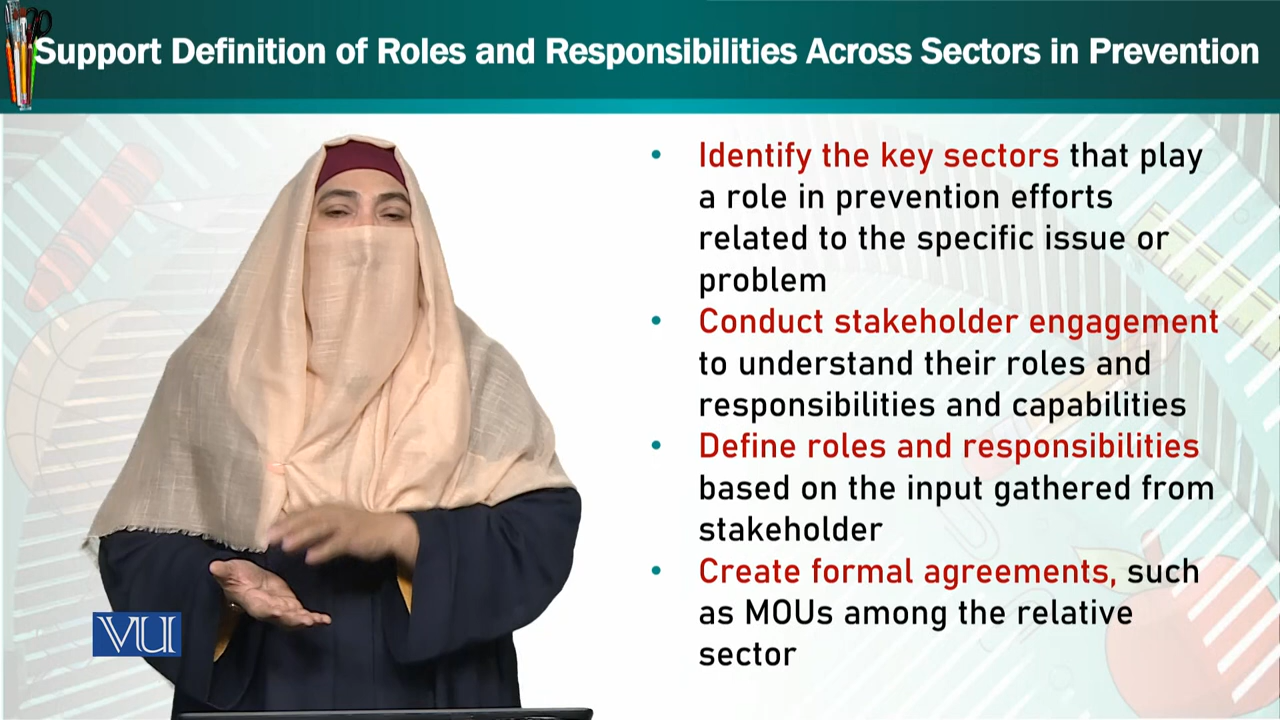 Support Definition of Roles and Responsibilities Across Sectors in Prevention
• Identify the key sectors that play
a role in prevention efforts
related to the specific issue or
problem
• Conduct stakeholder engagement
to understand their roles and
responsibilities and capabilities
• Define roles and responsibilities
based on the input gathered from
stakeholder
• Create formal agreements, such
as MOUs among the relative
sector
VU